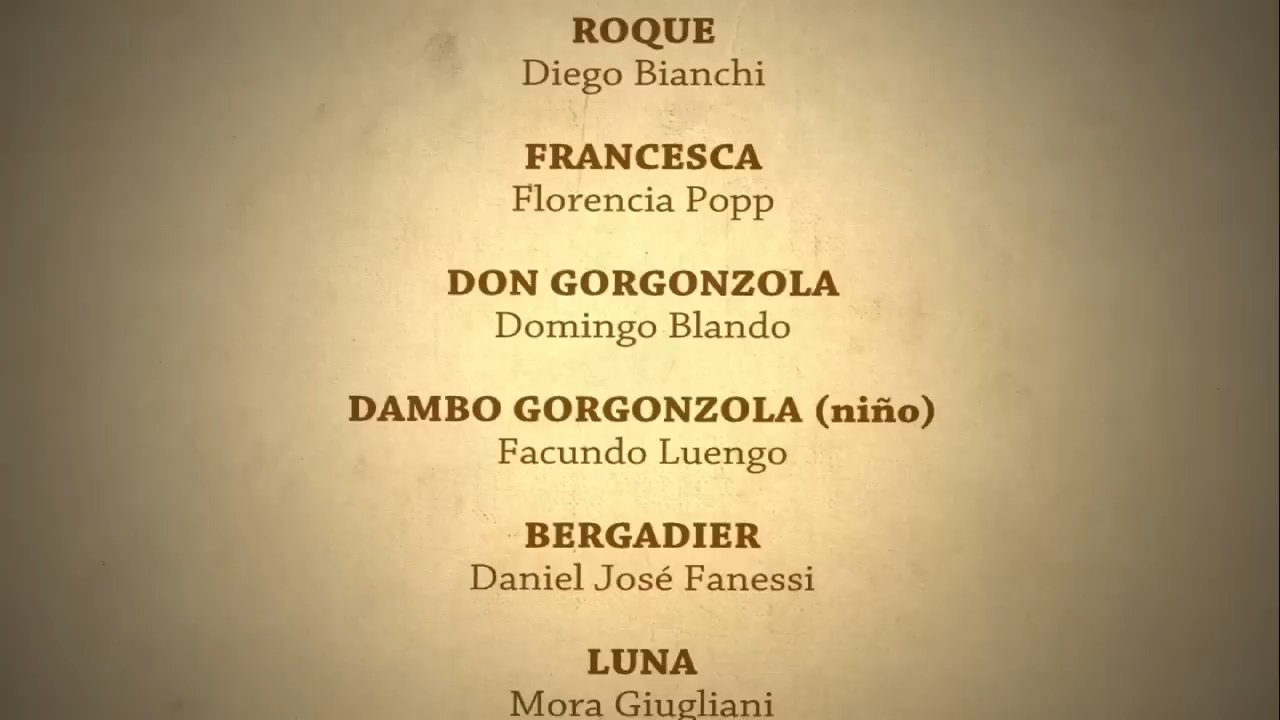 ROQUE
Diego Bianchi
FRANCESCA
Florencia Popp
DON GORGONZOLA
Domingo Blando
DAMBO GORGONZOLA (niño)
Facundo Luengo
BERGADIER
Daniel José Fanessi
LUNA
Mora Giugliani